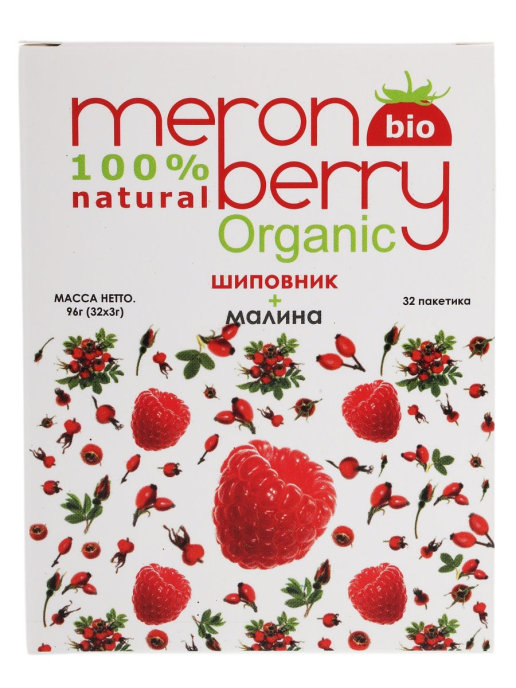 meron
bio
100%
natural
berry
Organic
шиповник
+
малина
МАССА НЕТТО.
96г (32х3г)
32 пакетика